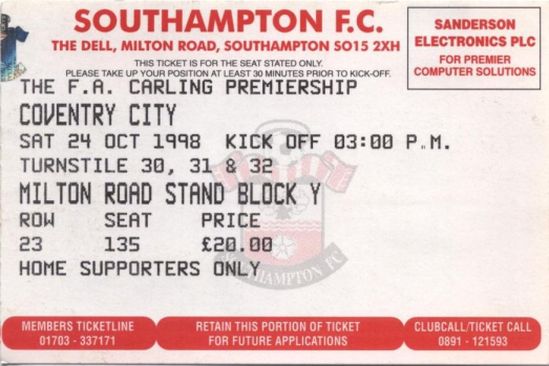 SOUTHAMPTON F.C.
THE DELL, MILTON ROAD, SOUTHAMPTON SO15 2XH
THIS TICKET IS FOR THE SEAT STATED ONLY.
PLEASE TAKE UP YOUR POSITION AT LEAST 30 MINUTES PRIOR TO KICK-OFF.
SANDERSON
ELECTRONICS PLC
FOR PREMIER
COMPUTER SOLUTIONS
THE F.A. CARLING PREMIERSHIP
COVENTRY CITY
SAT 24 OCT 1998 KICK OFF 03:00 P.M.
TURNSTILE 30, 31 & 32
MILTON ROAD STAND BLOCK Y
ROW SEAT PRICE
23 135 £20.00
HOME SUPPORTERS ONLY
SOUTHAMPTON FC
MEMBERS TICKETLINE
01703 - 337171
RETAIN THIS PORTION OF TICKET
FOR FUTURE APPLICATIONS
CLUBCALL/TICKET CALL
0891 - 121593